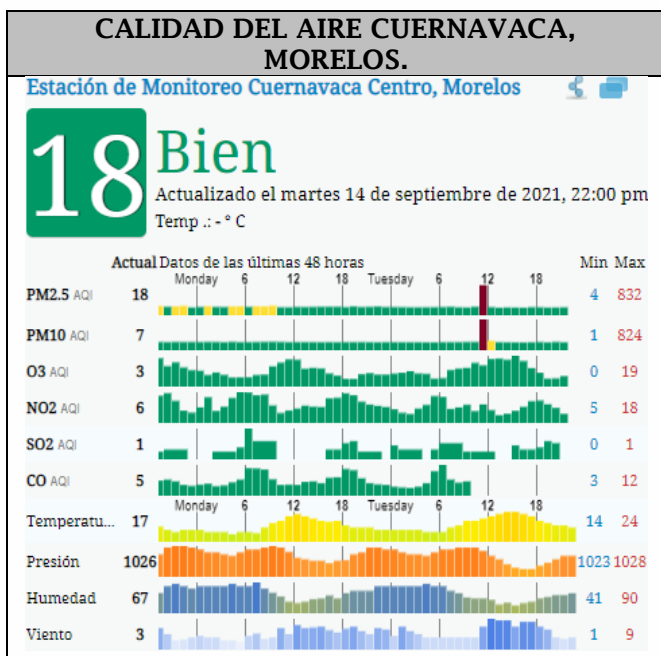 CALIDAD DEL AIRE CUERNAVACA,
MORELOS.
Estación de Monitoreo Cuernavaca Centro, Morelos
18
Bien
Actualizado el martes 14 de septiembre de 2021, 22:00 pm
Temp .: - ° C
Actual Datos de las últimas 48 horas Min Max
Monday 6 12 18 Tuesday 6 12 18
PM2.5 AQI 18 4 832
PM10 AQI 7 1 824
O3 AQI 3 0 19
NO2 AQI 6 5 18
SO2 AQI 1 0 1
CO AQI 5 3 12
Monday 6 12 18 Tuesday 6 12 18
Temperatu... 17 14 24
Presión 1026 1023 1028
Humedad 67 41 90
Viento 3 1 9